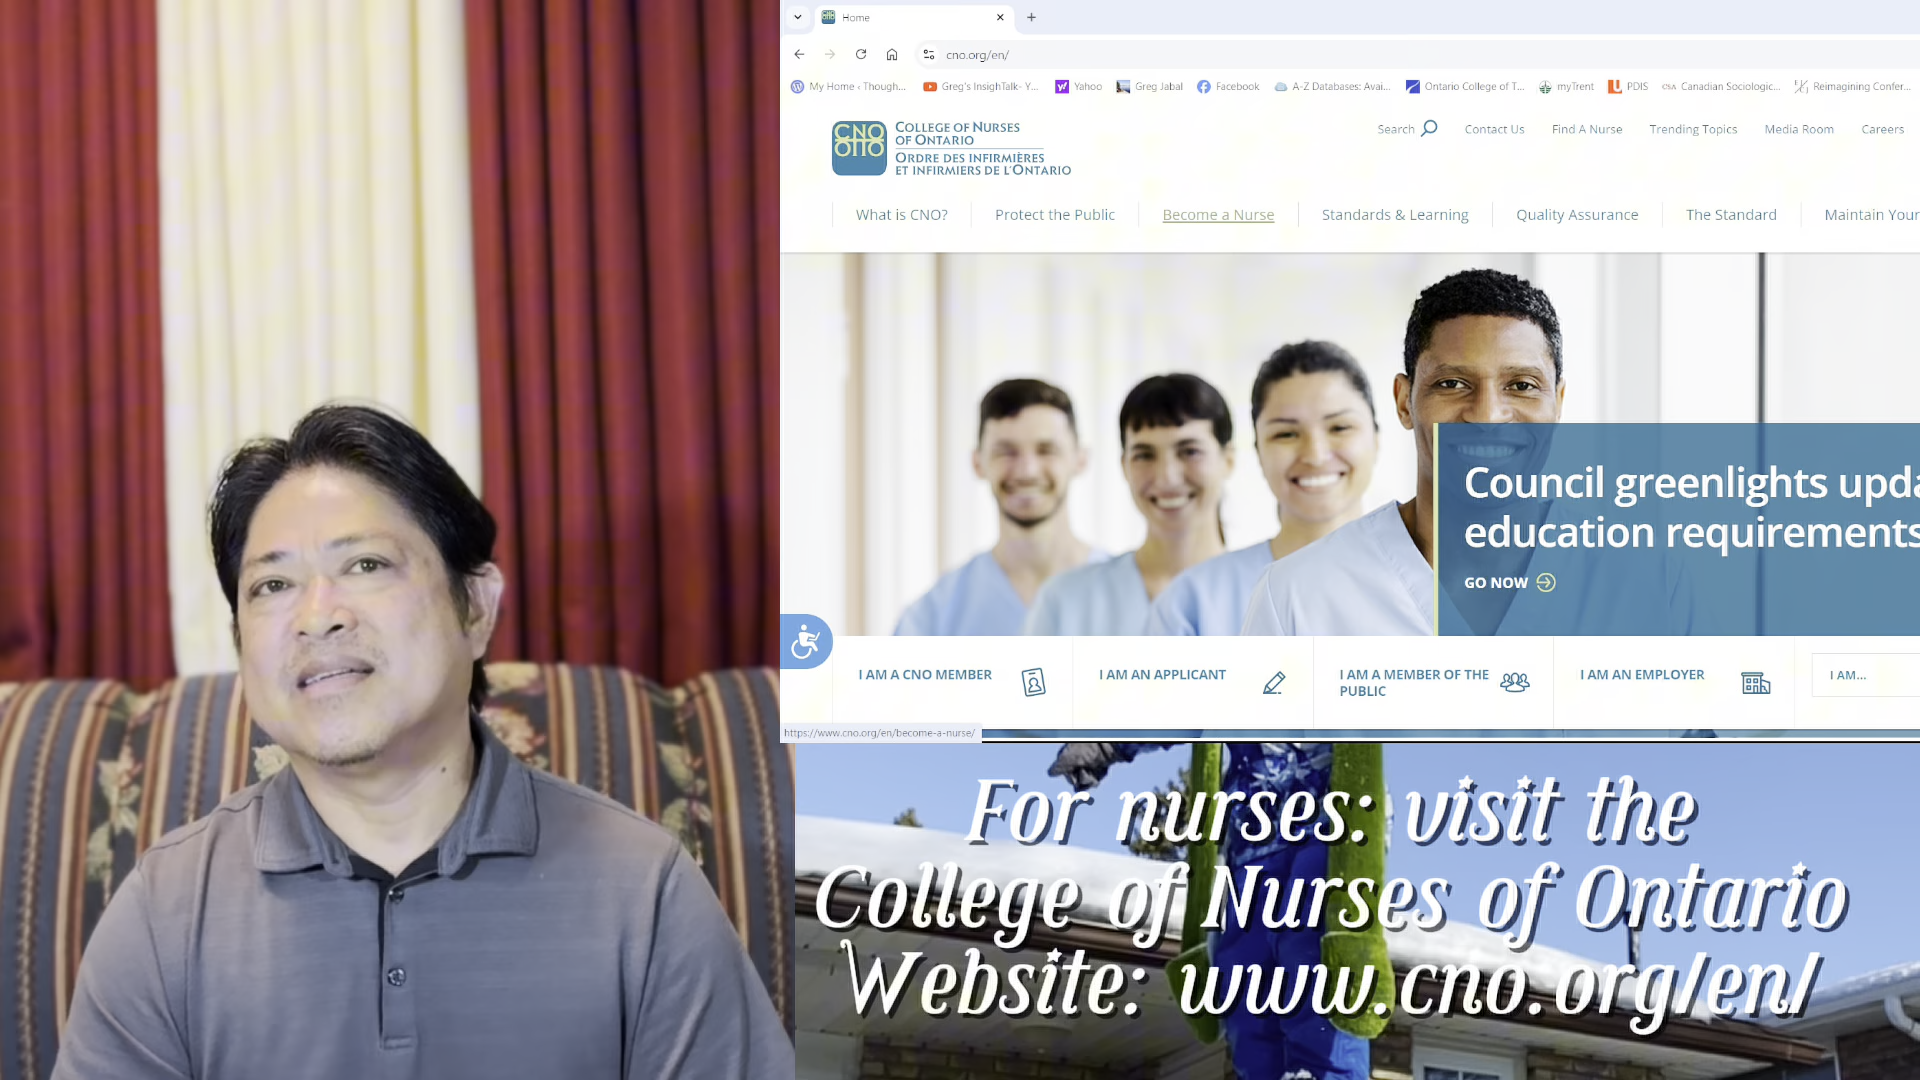 Home
cno.org/en/
My Home ‹ Though...
Greg's InsighTalk- Y...
Yahoo
Greg Jabal
Facebook
A-Z Databases: Avai...
Ontario College of T...
myTrent
PDIS
CSA Canadian Sociologic...
Reimagining Confer...
CNO
OIIO
COLLEGE OF NURSES
OF ONTARIO
ORDRE DES INFIRMIÈRES
ET INFIRMIERS DE L'ONTARIO
Search
Contact Us
Find A Nurse
Trending Topics
Media Room
Careers
What is CNO?
Protect the Public
Become a Nurse
Standards & Learning
Quality Assurance
The Standard
Maintain Your
Council greenlights upda
education requirements
GO NOW
I AM A CNO MEMBER
I AM AN APPLICANT
I AM A MEMBER OF THE
PUBLIC
I AM AN EMPLOYER
I AM...
https://www.cno.org/en/become-a-nurse/
For nurses: visit the
College of Nurses of Ontario
Website: www.cno.org/en/